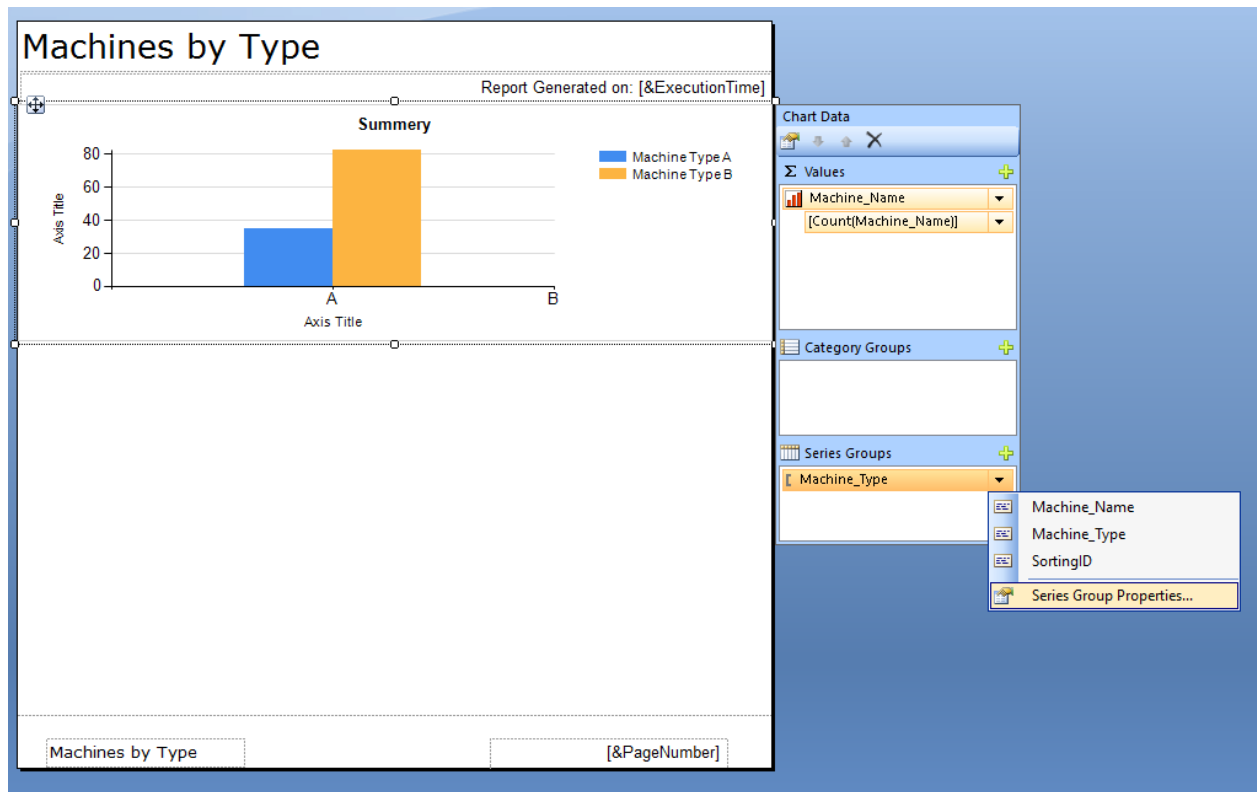 Machines by Type
Report Generated on: [&ExecutionTime]
Summery
80
60
40
20
0
Axis Title
A
B
Axis Title
Machine Type A
Machine Type B
Chart Data
Σ Values
Machine_Name
[Count(Machine_Name)]
Category Groups
Series Groups
[ Machine_Type
Machine_Name
Machine_Type
SortingID
Series Group Properties...
Machines by Type
[&PageNumber]